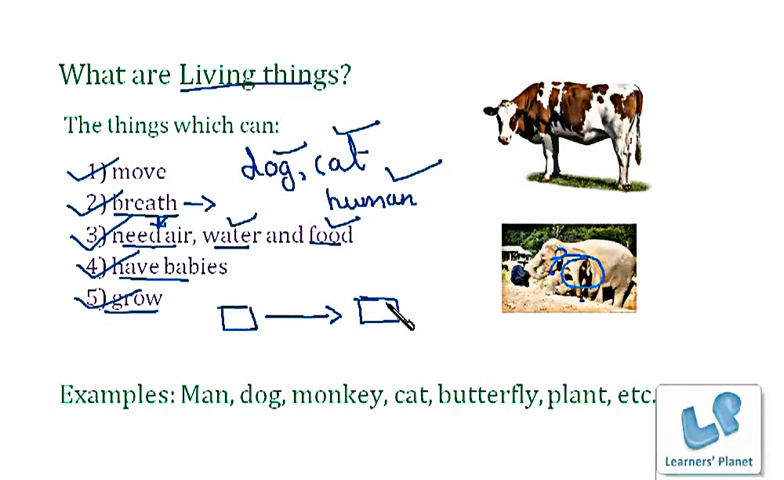 What are Living things?
The things which can:
dog, cat
1) move
human
2) breath
3) need air, water and food
4) have babies
5) grow
Examples: Man, dog, monkey, cat, butterfly, plant, etc.
LP
Learners' Planet